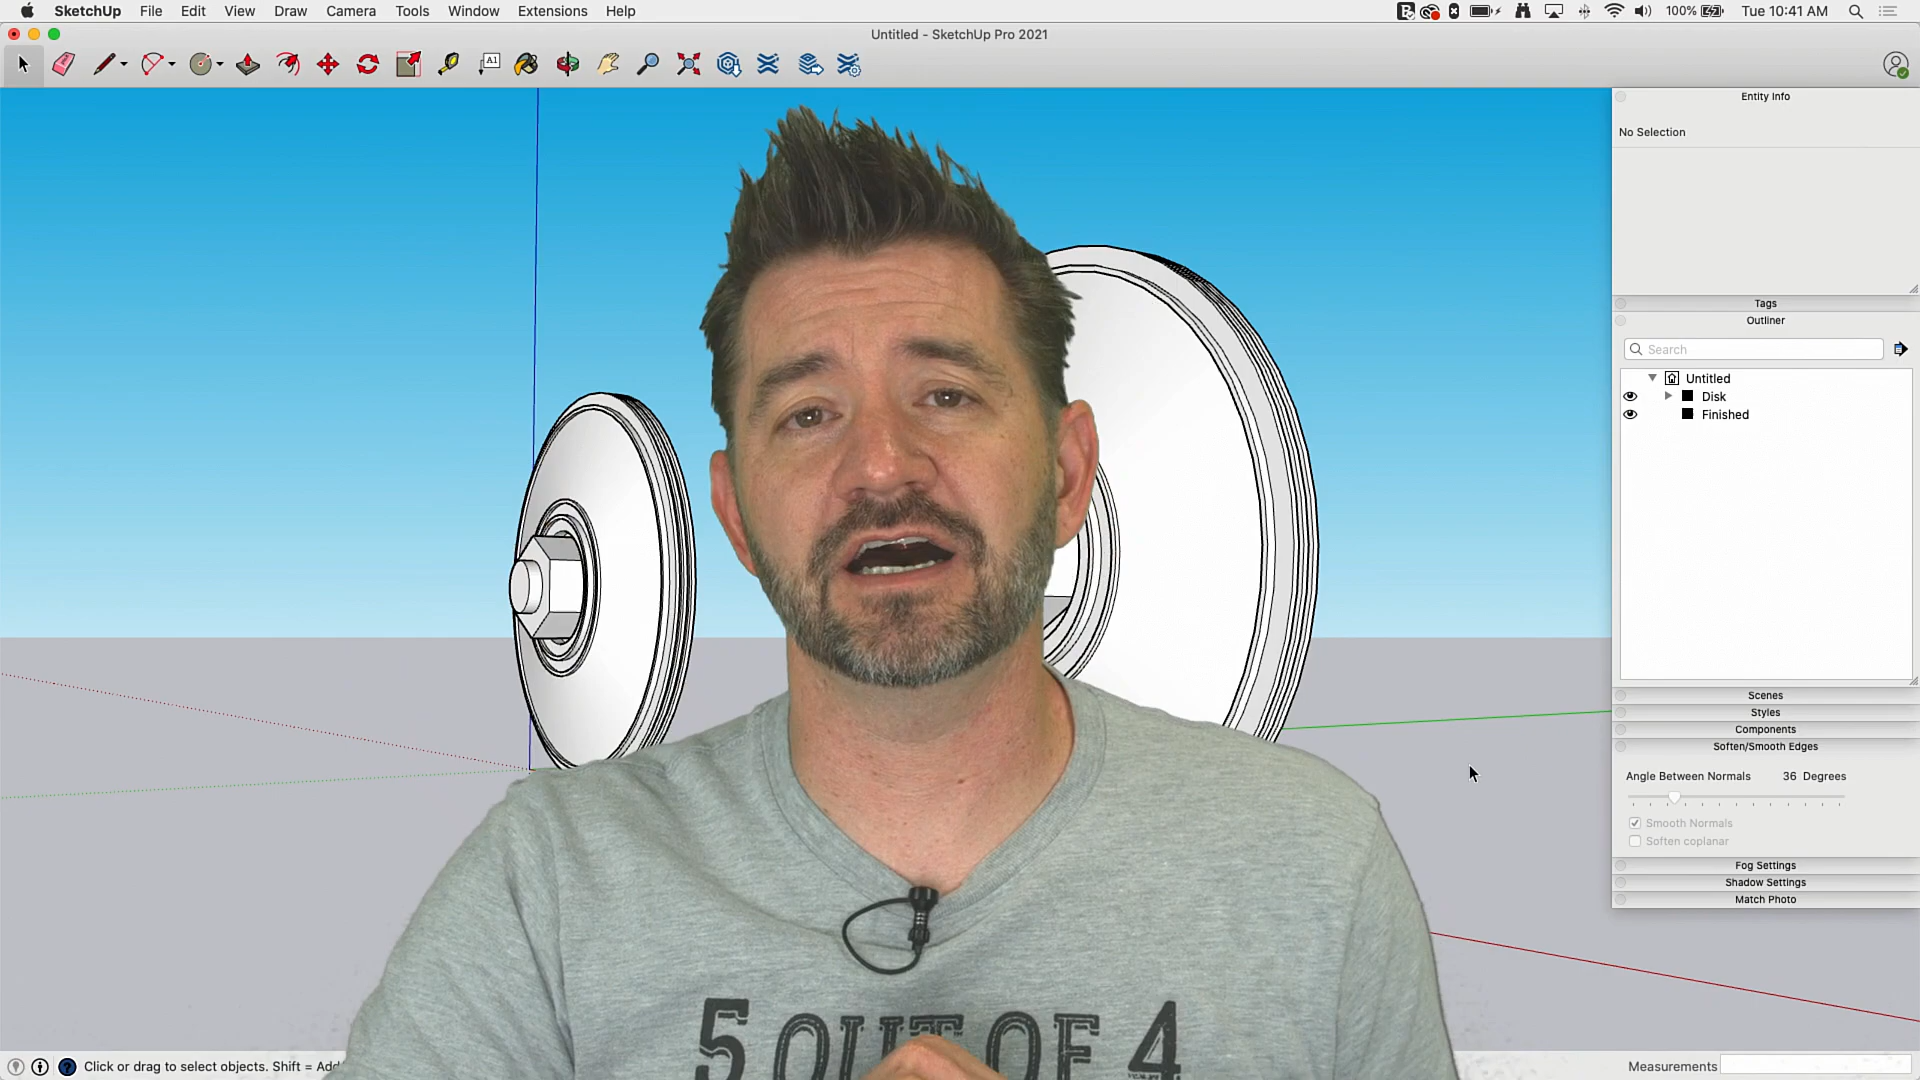 SketchUp File Edit View Draw Camera Tools Window Extensions Help 100% Tue 10:41 AM
Untitled - SketchUp Pro 2021
A1
Entity Info
No Selection
Tags
Outliner
Search
Untitled
Disk
Finished
Scenes
Styles
Components
Soften/Smooth Edges
Angle Between Normals 36 Degrees
Smooth Normals
Soften coplanar
Fog Settings
Shadow Settings
Match Photo
5 OUT OF 4
Click or drag to select objects. Shift = Add
Measurements